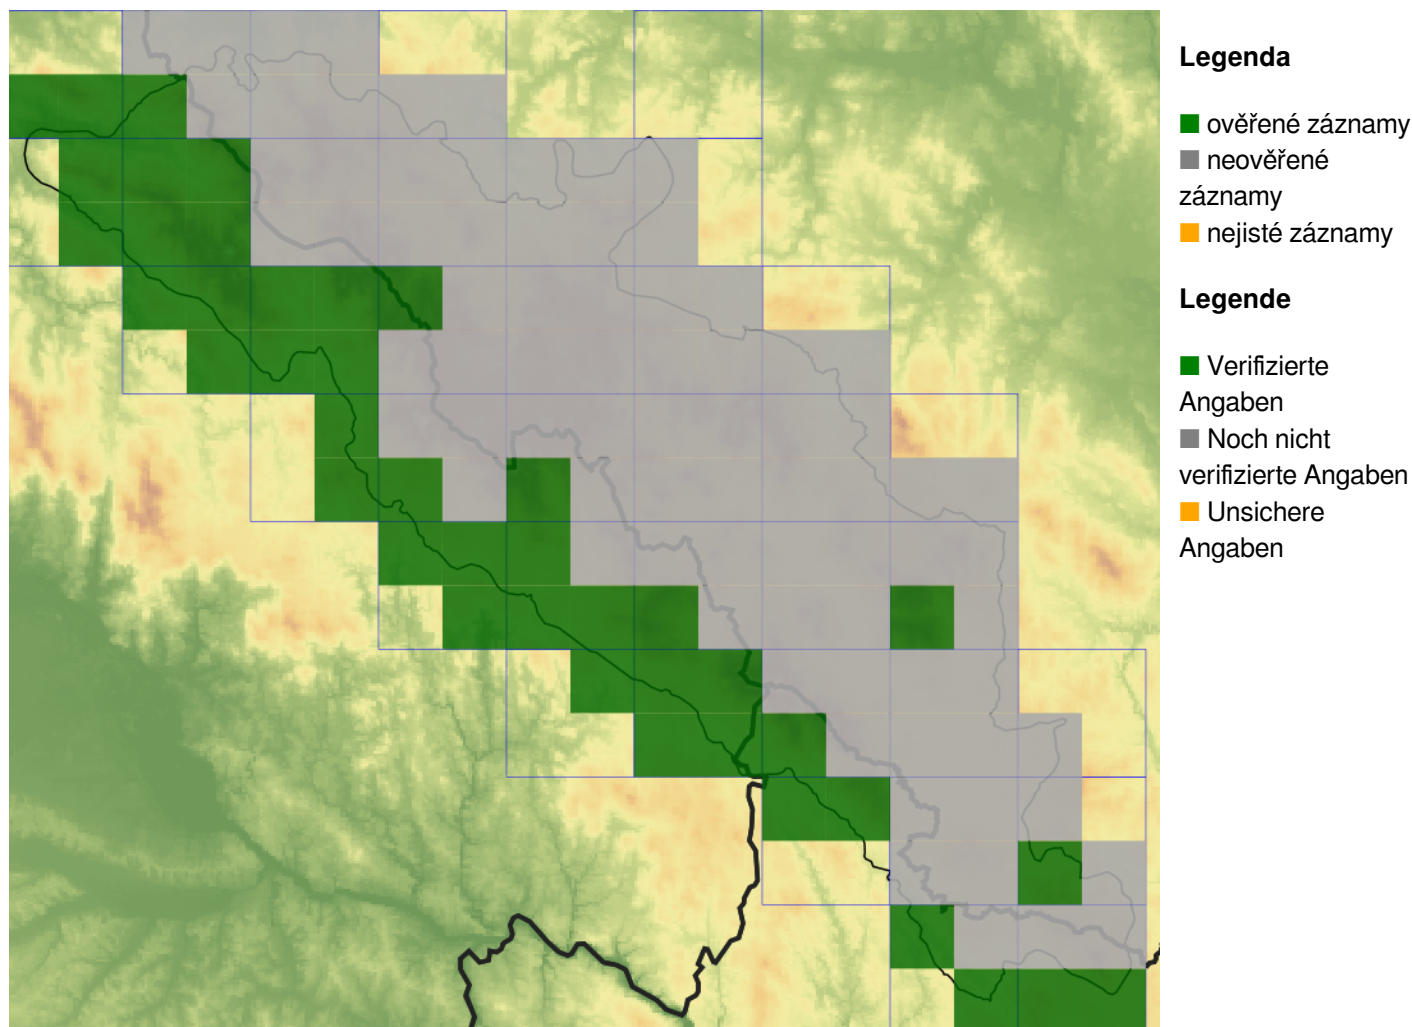 Legenda
ověřené záznamy
neověřené
záznamy
nejisté záznamy
Legende
Verifizierte
Angaben
Noch nicht
verifizierte Angaben
Unsichere
Angaben